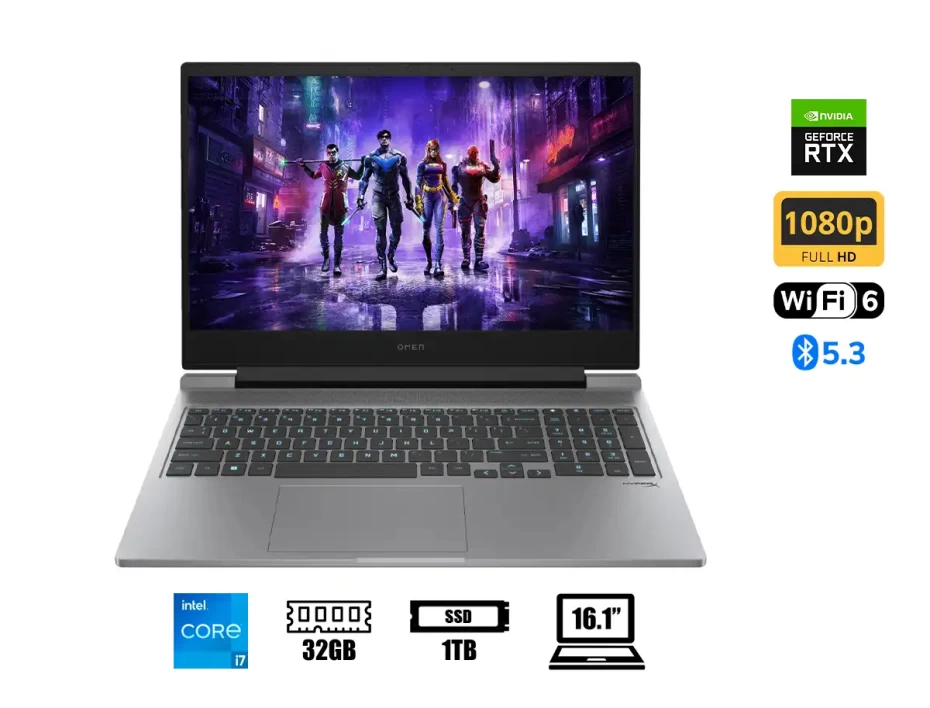 NVIDIA
GEFORCE
RTX
1080p
FULL HD
WiFi 6
5.3
OMEN
HYPERX
intel.
CORE
i7
32GB
SSD
1TB
16.1”